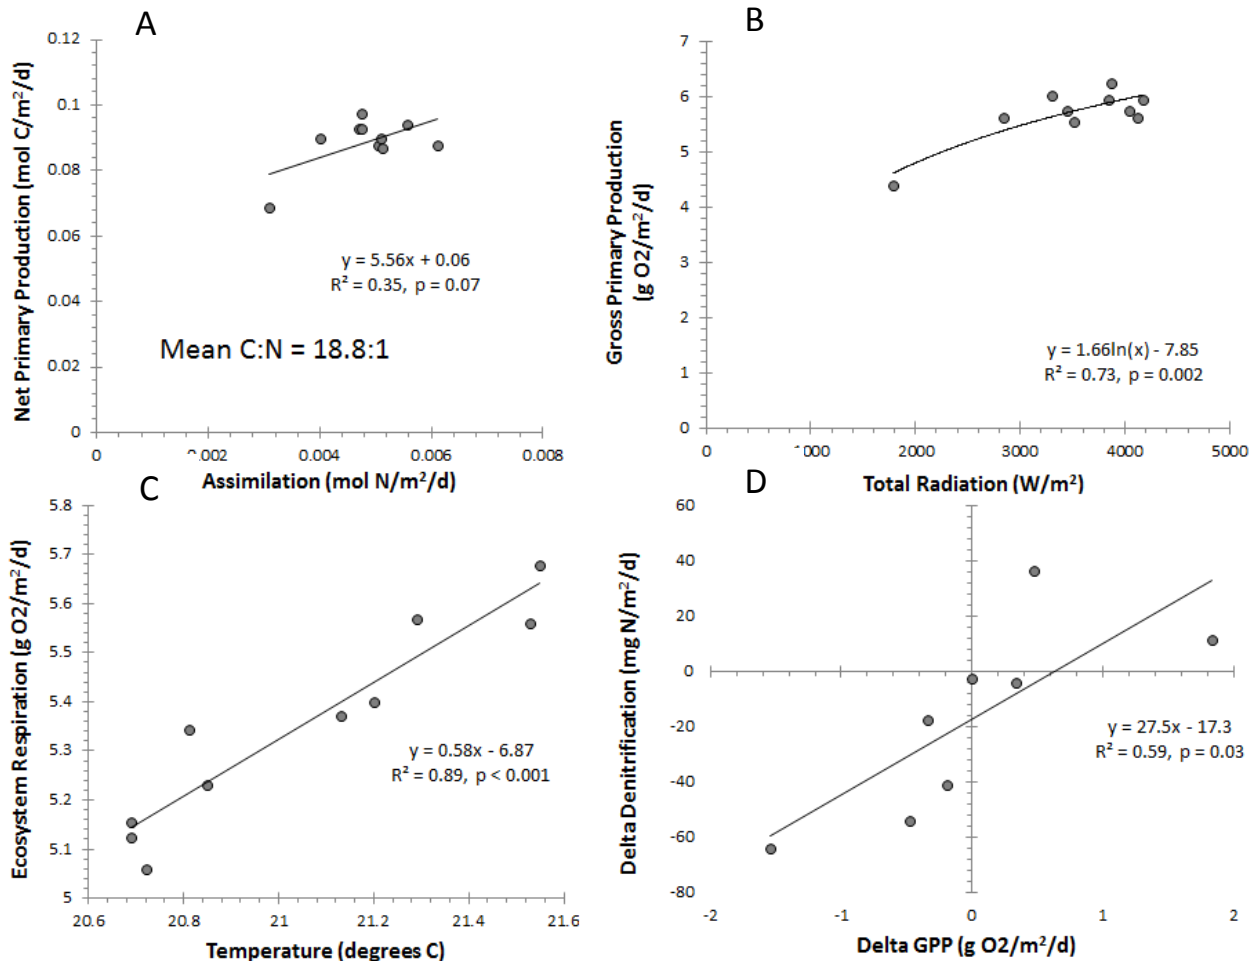 A
Net Primary Production (mol C/m²/d)
0.12
0.1
0.08
0.06
0.04
0.02
0
y = 5.56x + 0.06
R² = 0.35, p = 0.07
Mean C:N = 18.8:1
0
0.004
0.006
0.008
Assimilation (mol N/m²/d)
B
Gross Primary Production
(g O2/m²/d)
7
6
5
4
3
2
1
0
y = 1.66ln(x) - 7.85
R² = 0.73, p = 0.002
0
2000
3000
4000
5000
Total Radiation (W/m²)
C
Ecosystem Respiration (g O2/m²/d)
5.8
5.7
5.6
5.5
5.4
5.3
5.2
5.1
5
y = 0.58x - 6.87
R² = 0.89, p < 0.001
20.6
20.8
21
21.2
21.4
21.6
Temperature (degrees C)
D
Delta Denitrification (mg N/m²/d)
60
40
20
0
-20
-40
-60
-80
y = 27.5x - 17.3
R² = 0.59, p = 0.03
-2
-1
0
1
2
Delta GPP (g O2/m²/d)